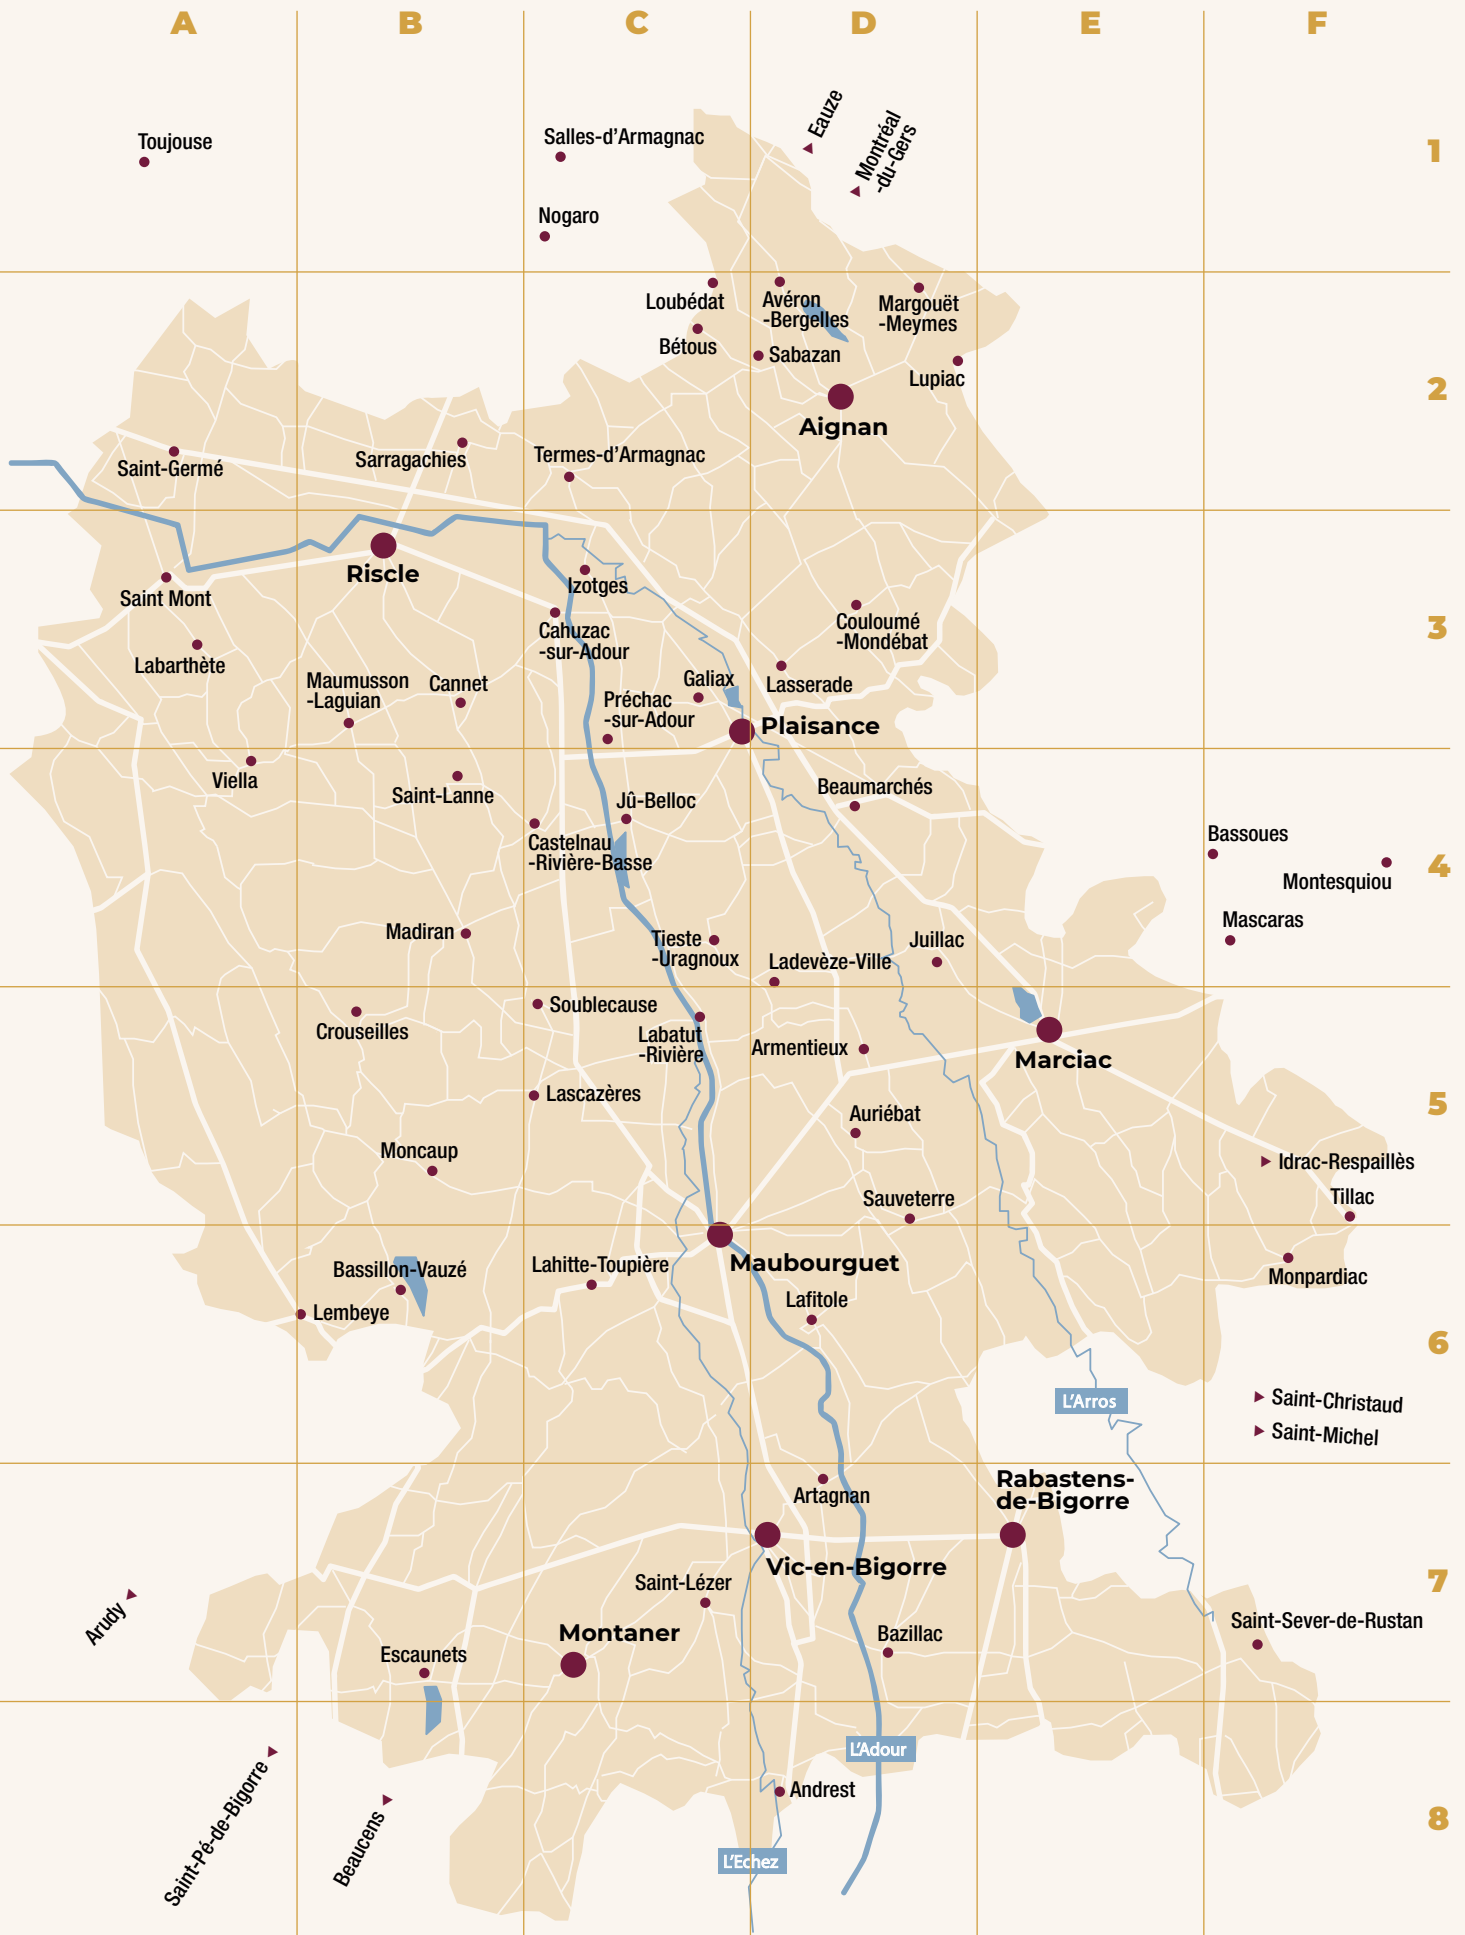 A
B
C
D
E
F
Toujouse
Salles-d'Armagnac
Eauze
Montréal
-du-Gers
1
Nogaro
Loubédat
Avéron
-Bergelles
Margouët
-Meymes
Bétous
Sabazan
Lupiac
2
Aignan
Saint-Germé
Sarragachies
Termes-d'Armagnac
Riscle
Saint Mont
Izotges
Cahuzac
-sur-Adour
Couloumé
-Mondébat
3
Labarthète
Maumusson
-Laguian
Cannet
Galiax
Lasserade
Préchac
-sur-Adour
Plaisance
Viella
Saint-Lanne
Jû-Belloc
Beaumarchés
Castelnau
-Rivière-Basse
Bassoues
Montesquiou
4
Mascaras
Madiran
Tieste
-Uragnoux
Ladevèze-Ville
Juillac
Soublecause
Crouseilles
Labatut
-Rivière
Armentieux
Marciac
Lascazères
Auriébat
5
Moncaup
Idrac-Respaillès
Sauveterre
Tillac
Bassillon-Vauzé
Lahitte-Toupière
Maubourguet
Monpardiac
Lembeye
Lafitole
6
L'Arros
Saint-Christaud
Saint-Michel
Artagnan
Rabastens-
de-Bigorre
Vic-en-Bigorre
Saint-Lézer
7
Arudy
Montaner
Bazillac
Saint-Sever-de-Rustan
Escaunets
L'Adour
Saint-Pé-de-Bigorre
Beaucens
Andrest
8
L'Echez